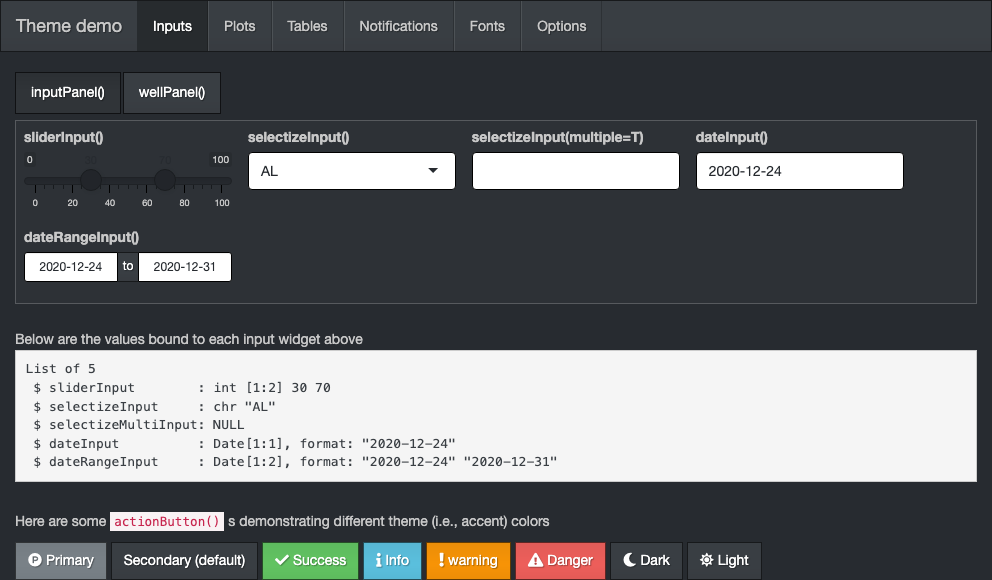 Theme demo Inputs Plots Tables Notifications Fonts Options
inputPanel() wellPanel()
sliderInput() selectizeInput() selectizeInput(multiple=T) dateInput()
0 100
AL 2020-12-24
0 20 40 60 80 100
dateRangeInput()
2020-12-24 to 2020-12-31
Below are the values bound to each input widget above
List of 5
$ sliderInput : int [1:2] 30 70
$ selectizeInput : chr "AL"
$ selectizeMultiInput: NULL
$ dateInput : Date[1:1], format: "2020-12-24"
$ dateRangeInput : Date[1:2], format: "2020-12-24" "2020-12-31"
Here are some actionButton() s demonstrating different theme (i.e., accent) colors
Primary Secondary (default) Success Info warning Danger Dark Light